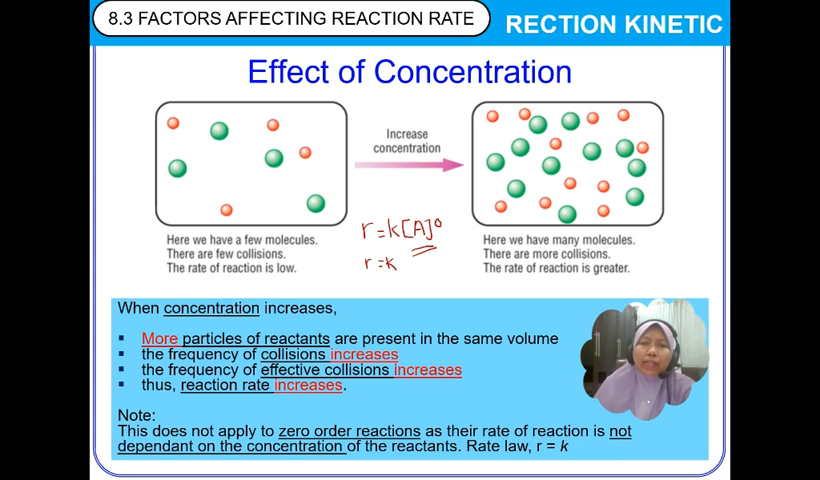 8.3 FACTORS AFFECTING REACTION RATE
RECTION KINETIC
Effect of Concentration
Increase
concentration
r = k[A]⁰
r = k
Here we have a few molecules.
There are few collisions.
The rate of reaction is low.
Here we have many molecules.
There are more collisions.
The rate of reaction is greater.
When concentration increases,
▪ More particles of reactants are present in the same volume
▪ the frequency of collisions increases
▪ the frequency of effective collisions increases
▪ thus, reaction rate increases.
Note:
This does not apply to zero order reactions as their rate of reaction is not
dependant on the concentration of the reactants. Rate law, r = k